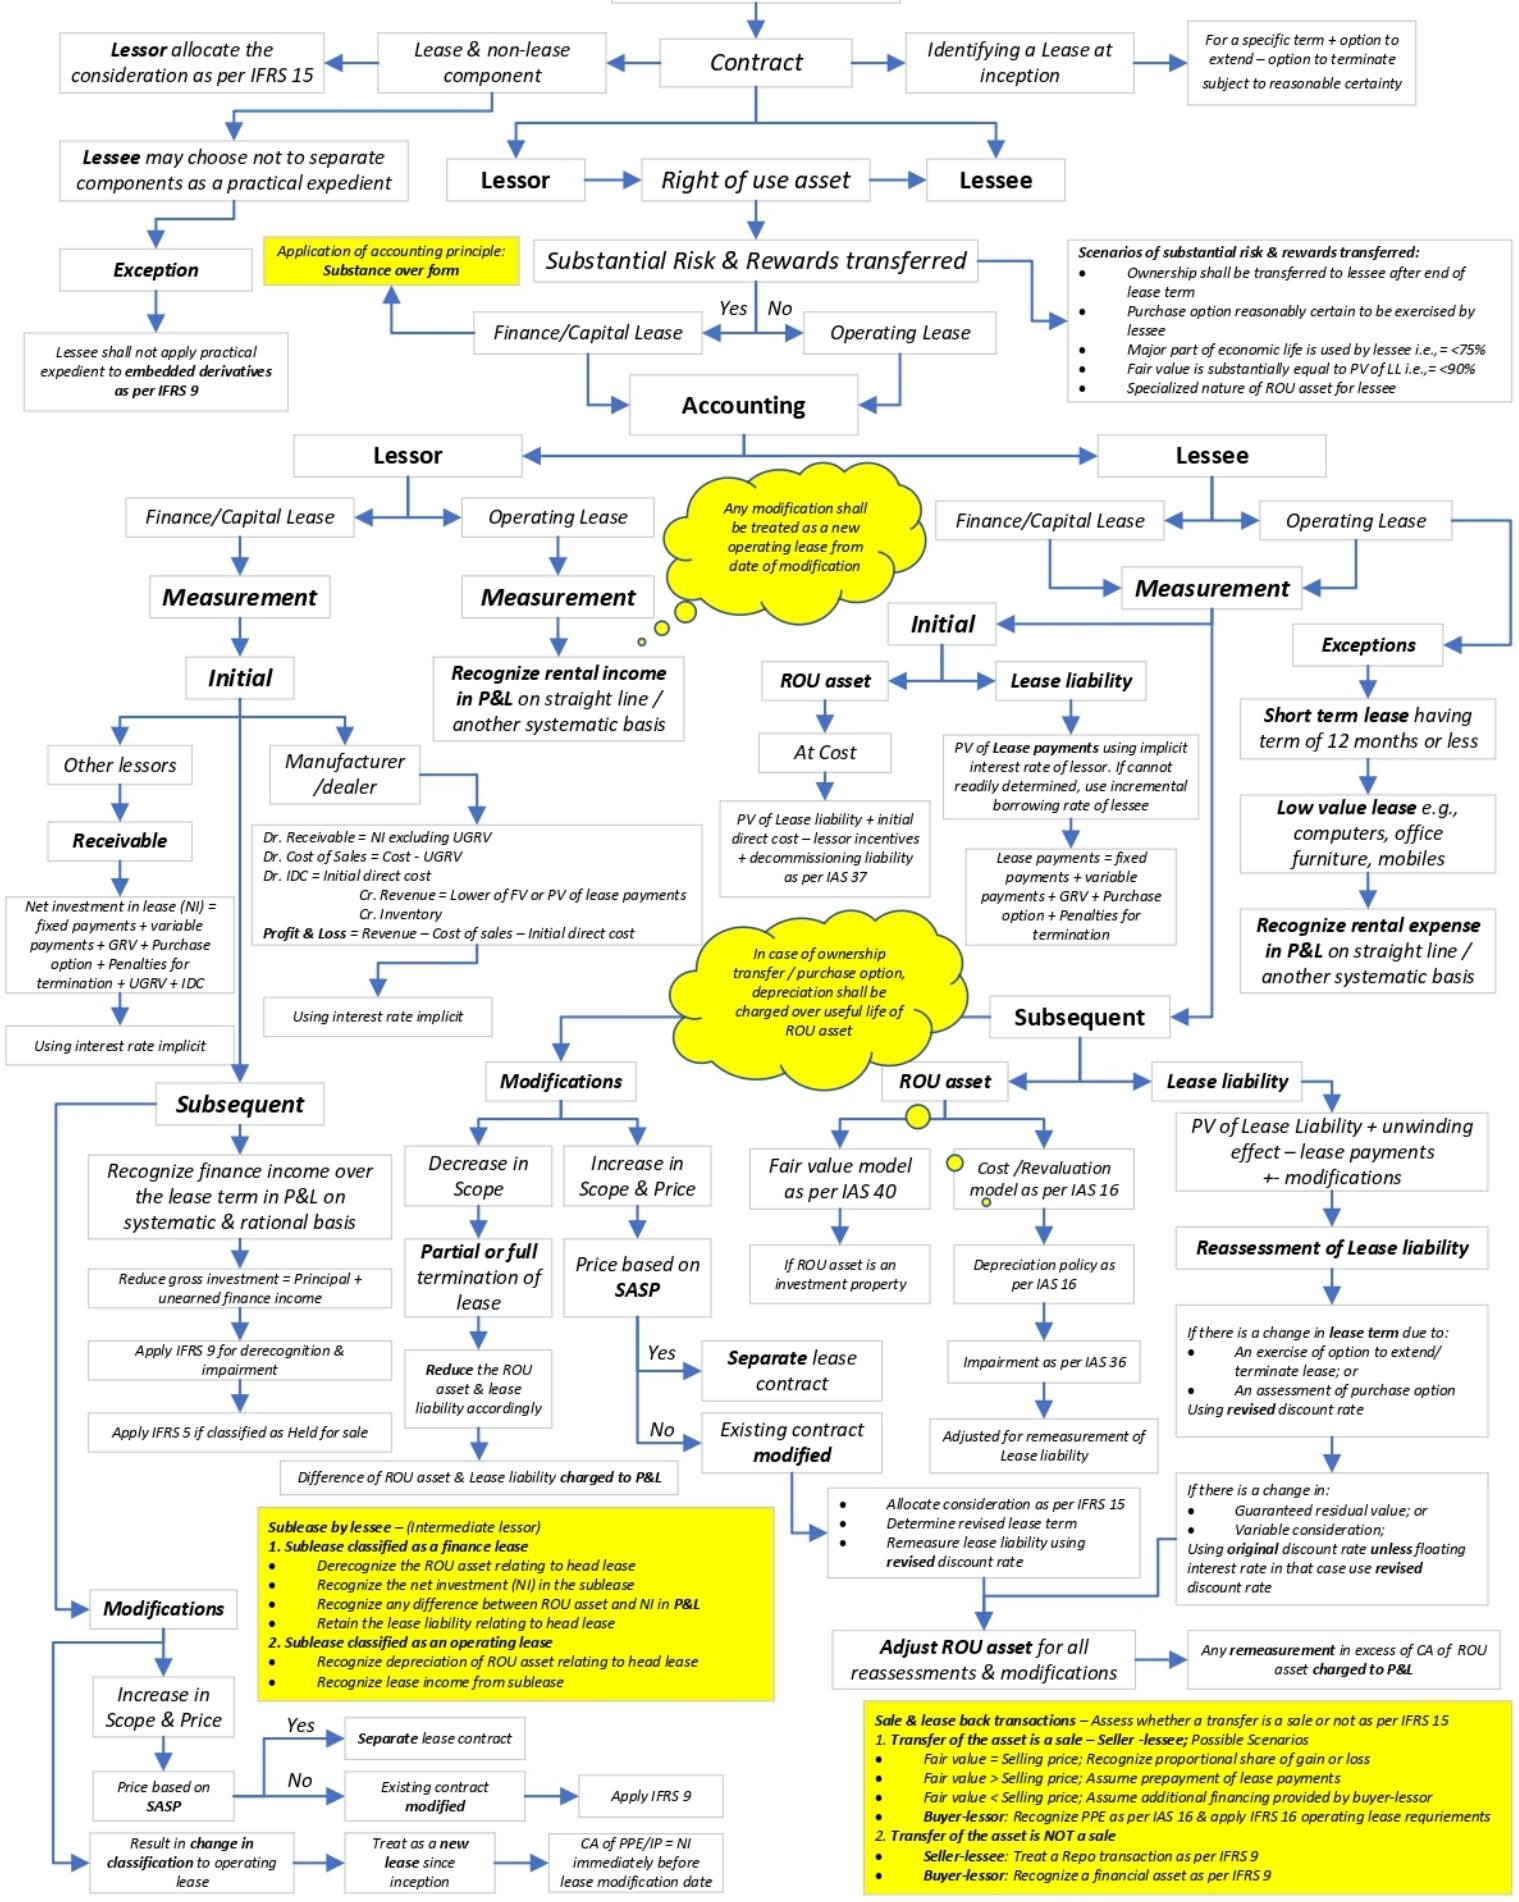 Lessor allocate the
consideration as per IFRS 15
Lease & non-lease
component
Contract
Identifying a Lease at
inception
For a specific term + option to
extend – option to terminate
subject to reasonable certainty
Lessee may choose not to separate
components as a practical expedient
Lessor
Right of use asset
Lessee
Exception
Application of accounting principle:
Substance over form
Substantial Risk & Rewards transferred
Scenarios of substantial risk & rewards transferred:
• Ownership shall be transferred to lessee after end of
lease term
• Purchase option reasonably certain to be exercised by
lessee
• Major part of economic life is used by lessee i.e.,= <75%
• Fair value is substantially equal to PV of LL i.e.,= <90%
• Specialized nature of ROU asset for lessee
Yes
No
Finance/Capital Lease
Operating Lease
Lessee shall not apply practical
expedient to embedded derivatives
as per IFRS 9
Accounting
Lessor
Lessee
Finance/Capital Lease
Operating Lease
Any modification shall
be treated as a new
operating lease from
date of modification
Finance/Capital Lease
Operating Lease
Measurement
Measurement
Measurement
Initial
Exceptions
Initial
Recognize rental income
in P&L on straight line /
another systematic basis
ROU asset
Lease liability
Short term lease having
term of 12 months or less
Other lessors
Manufacturer
/dealer
At Cost
PV of Lease payments using implicit
interest rate of lessor. If cannot
readily determined, use incremental
borrowing rate of lessee
Low value lease e.g.,
computers, office
furniture, mobiles
Receivable
Dr. Receivable = NI excluding UGRV
Dr. Cost of Sales = Cost - UGRV
Dr. IDC = Initial direct cost
Cr. Revenue = Lower of FV or PV of lease payments
Cr. Inventory
Profit & Loss = Revenue – Cost of sales – Initial direct cost
PV of Lease liability + initial
direct cost – lessor incentives
+ decommissioning liability
as per IAS 37
Lease payments = fixed
payments + variable
payments + GRV + Purchase
option + Penalties for
termination
Net investment in lease (NI) =
fixed payments + variable
payments + GRV + Purchase
option + Penalties for
termination + UGRV + IDC
Recognize rental expense
in P&L on straight line /
another systematic basis
In case of ownership
transfer / purchase option,
depreciation shall be
charged over useful life of
ROU asset
Using interest rate implicit
Using interest rate implicit
Subsequent
Modifications
ROU asset
Lease liability
Subsequent
PV of Lease Liability + unwinding
effect – lease payments
+- modifications
Recognize finance income over
the lease term in P&L on
systematic & rational basis
Decrease in
Scope
Increase in
Scope & Price
Fair value model
as per IAS 40
Cost /Revaluation
model as per IAS 16
Reassessment of Lease liability
Partial or full
termination of
lease
Price based on
SASP
If ROU asset is an
investment property
Depreciation policy as
per IAS 16
Reduce gross investment = Principal +
unearned finance income
If there is a change in lease term due to:
• An exercise of option to extend/
terminate lease; or
• An assessment of purchase option
Using revised discount rate
Apply IFRS 9 for derecognition &
impairment
Reduce the ROU
asset & lease
liability accordingly
Yes
Separate lease
contract
Impairment as per IAS 36
Apply IFRS 5 if classified as Held for sale
No
Existing contract
modified
Adjusted for remeasurement of
Lease liability
Difference of ROU asset & Lease liability charged to P&L
If there is a change in:
• Guaranteed residual value; or
• Variable consideration;
Using original discount rate unless floating
interest rate in that case use revised
discount rate
• Allocate consideration as per IFRS 15
• Determine revised lease term
• Remeasure lease liability using
revised discount rate
Sublease by lessee – (Intermediate lessor)
1. Sublease classified as a finance lease
• Derecognize the ROU asset relating to head lease
• Recognize the net investment (NI) in the sublease
• Recognize any difference between ROU asset and NI in P&L
• Retain the lease liability relating to head lease
2. Sublease classified as an operating lease
• Recognize depreciation of ROU asset relating to head lease
• Recognize lease income from sublease
Modifications
Adjust ROU asset for all
reassessments & modifications
Any remeasurement in excess of CA of ROU
asset charged to P&L
Increase in
Scope & Price
Yes
Separate lease contract
Price based on
SASP
No
Existing contract
modified
Apply IFRS 9
Result in change in
classification to operating
lease
Treat as a new
lease since
inception
CA of PPE/IP = NI
immediately before
lease modification date
Sale & lease back transactions – Assess whether a transfer is a sale or not as per IFRS 15
1. Transfer of the asset is a sale – Seller -lessee; Possible Scenarios
• Fair value = Selling price; Recognize proportional share of gain or loss
• Fair value > Selling price; Assume prepayment of lease payments
• Fair value < Selling price; Assume additional financing provided by buyer-lessor
• Buyer-lessor: Recognize PPE as per IAS 16 & apply IFRS 16 operating lease requriements
2. Transfer of the asset is NOT a sale
• Seller-lessee: Treat a Repo transaction as per IFRS 9
• Buyer-lessor: Recognize a financial asset as per IFRS 9